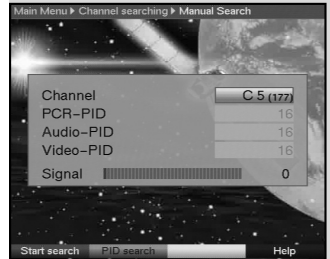 Main Menu ▸ Channel searching ▸ Manual Search
Channel C 5 (177)
PCR-PID 16
Audio-PID 16
Video-PID 16
Signal 0
Start search PID search Help